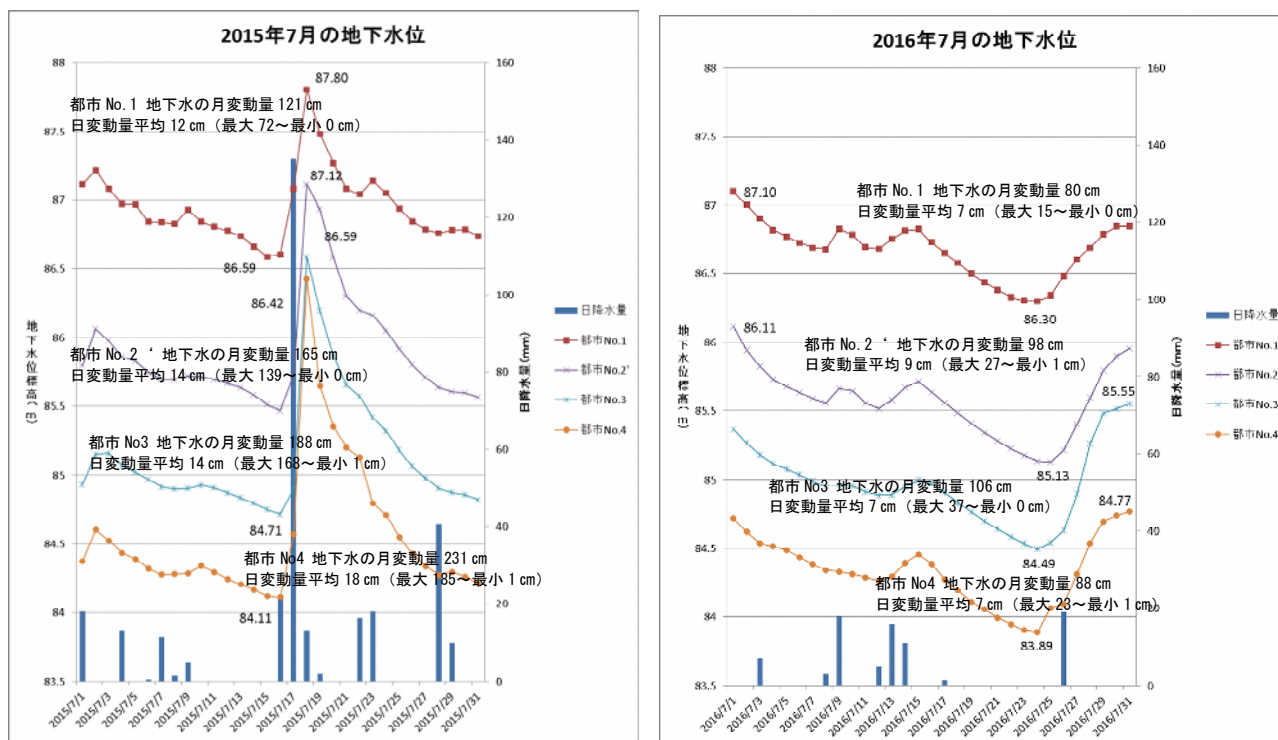 2015年7月の地下水位
88
87.5
87
86.5
86
85.5
85
84.5
84
83.5
地下水位標高(m)
160
140
120
100
80
60
40
20
0
日降水量(mm)
87.80
都市 No.1 地下水の月変動量 121 cm
日変動量平均 12 cm（最大 72～最小 0 cm）
87.12
86.59
86.59
86.42
都市 No.2 ‘ 地下水の月変動量 165 cm
日変動量平均 14 cm（最大 139～最小 0 cm）
都市 No3 地下水の月変動量 188 cm
日変動量平均 14 cm（最大 168～最小 1 cm）
84.71
都市 No4 地下水の月変動量 231 cm
日変動量平均 18 cm（最大 185～最小 1 cm）
84.11
2015/7/1
2015/7/3
2015/7/5
2015/7/7
2015/7/9
2015/7/11
2015/7/13
2015/7/15
2015/7/17
2015/7/19
2015/7/21
2015/7/23
2015/7/25
2015/7/27
2015/7/29
2015/7/31
日降水量
都市No.1
都市No.2'
都市No.3
都市No.4
2016年7月の地下水位
88
87.5
87
86.5
86
85.5
85
84.5
84
83.5
地下水位標高(m)
160
140
120
100
80
60
40
20
0
日降水量(mm)
87.10
都市 No.1 地下水の月変動量 80 cm
日変動量平均 7 cm（最大 15～最小 0 cm）
86.30
86.11
都市 No.2 ‘ 地下水の月変動量 98 cm
日変動量平均 9 cm（最大 27～最小 1 cm）
85.55
85.13
都市 No3 地下水の月変動量 106 cm
日変動量平均 7 cm（最大 37～最小 0 cm）
84.77
84.49
都市 No4 地下水の月変動量 88 cm
日変動量平均 7 cm（最大 23～最小 1 cm）
83.89
2016/7/1
2016/7/3
2016/7/5
2016/7/7
2016/7/9
2016/7/11
2016/7/13
2016/7/15
2016/7/17
2016/7/19
2016/7/21
2016/7/23
2016/7/25
2016/7/27
2016/7/29
2016/7/31
日降水量
都市No.1
都市No.2'
都市No.3
都市No.4